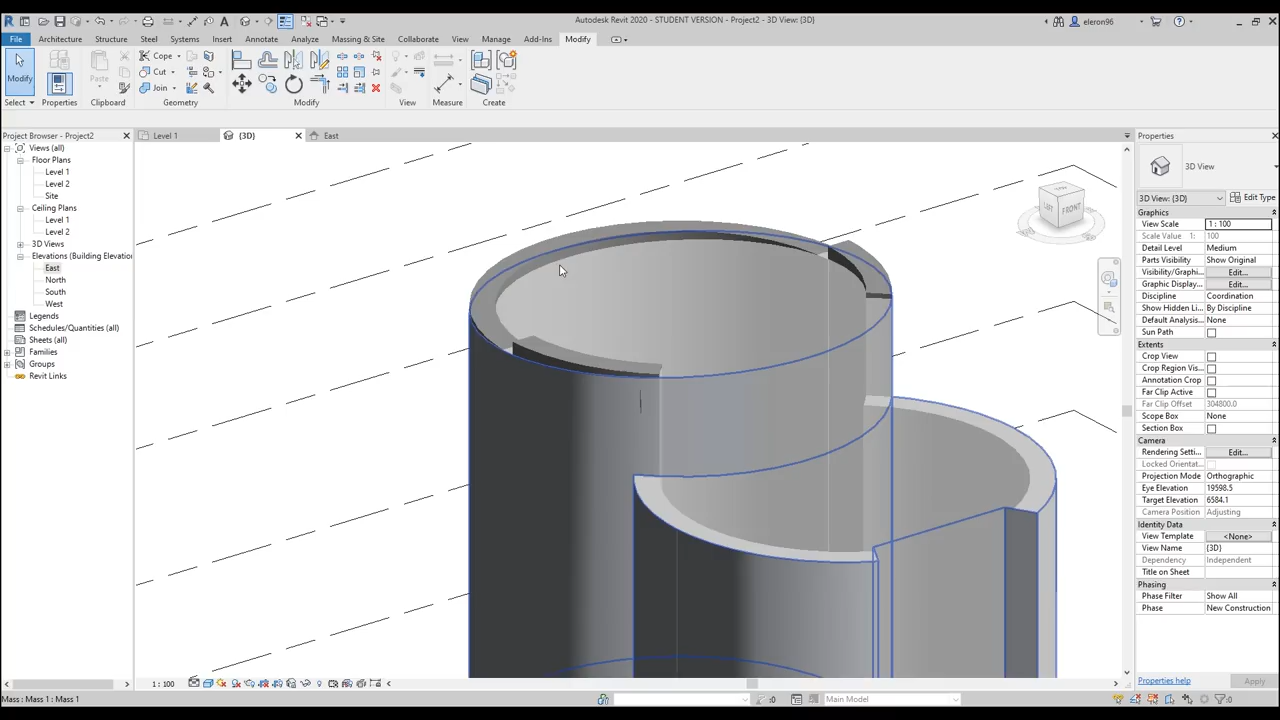 Autodesk Revit 2020 - STUDENT VERSION - Project2 - 3D View: {3D}
eleron96
File Architecture Structure Steel Systems Insert Annotate Analyze Massing & Site Collaborate View Manage Add-Ins Modify
Modify
Paste
Cope
Cut
Join
Properties
Select Properties Clipboard Geometry Modify View Measure Create
Project Browser - Project2
Level 1
{3D}
East
Properties
Views (all)
Floor Plans
Level 1
Level 2
Site
Ceiling Plans
Level 1
Level 2
3D Views
Elevations (Building Elevatio
East
North
South
West
Legends
Schedules/Quantities (all)
Sheets (all)
Families
Groups
Revit Links
TOP
LEFT
FRONT
3D View
3D View: {3D} Edit Type
Graphics
View Scale 1 : 100
Scale Value 1: 100
Detail Level Medium
Parts Visibility Show Original
Visibility/Graphi... Edit...
Graphic Display... Edit...
Discipline Coordination
Show Hidden Li... By Discipline
Default Analysis... None
Sun Path
Extents
Crop View
Crop Region Vis...
Annotation Crop
Far Clip Active
Far Clip Offset 304800.0
Scope Box None
Section Box
Camera
Rendering Setti... Edit...
Locked Orientat...
Projection Mode Orthographic
Eye Elevation 19598.5
Target Elevation 6584.1
Camera Position Adjusting
Identity Data
View Template <None>
View Name {3D}
Dependency Independent
Title on Sheet
Phasing
Phase Filter Show All
Phase New Construction
Properties help Apply
1 : 100
Mass : Mass 1 : Mass 1
:0
Main Model
:0